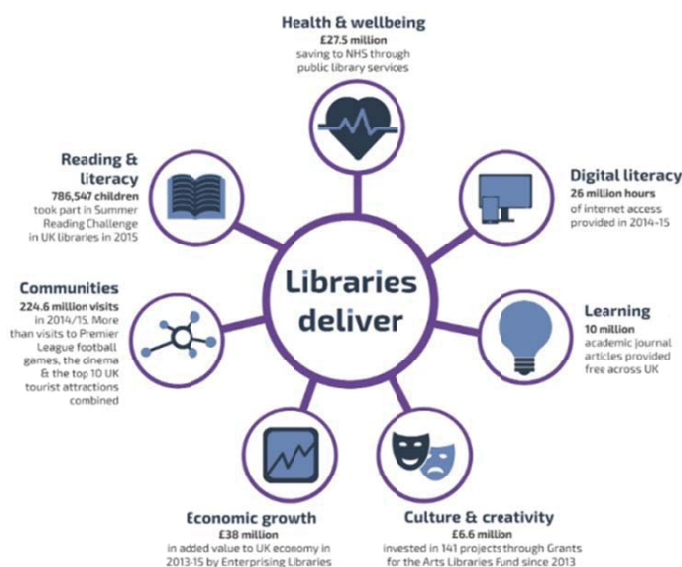 Health & wellbeing
£27.5 million
saving to NHS through
public library services
Reading &
literacy
786,547 children
took part in Summer
Reading Challenge
in UK libraries in 2015
Digital literacy
26 million hours
of internet access
provided in 2014-15
Libraries
deliver
Communities
224.6 million visits
in 2014/15. More
than visits to Premier
League football
games, the cinema
& the top 10 UK
tourist attractions
combined
Learning
10 million
academic journal
articles provided
free across UK
Economic growth
£38 million
in added value to UK economy in
2013-15 by Enterprising Libraries
Culture & creativity
£6.6 million
invested in 141 projects through Grants
for the Arts Libraries Fund since 2013